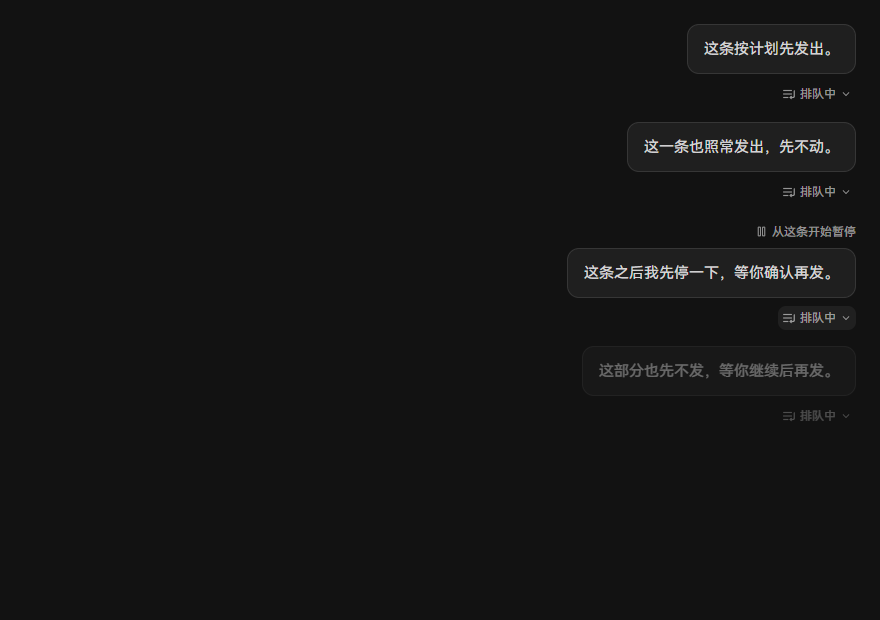 这条按计划先发出。
排队中
这一条也照常发出，先不动。
排队中
从这条开始暂停
这条之后我先停一下，等你确认再发。
排队中
这部分也先不发，等你继续后再发。
排队中